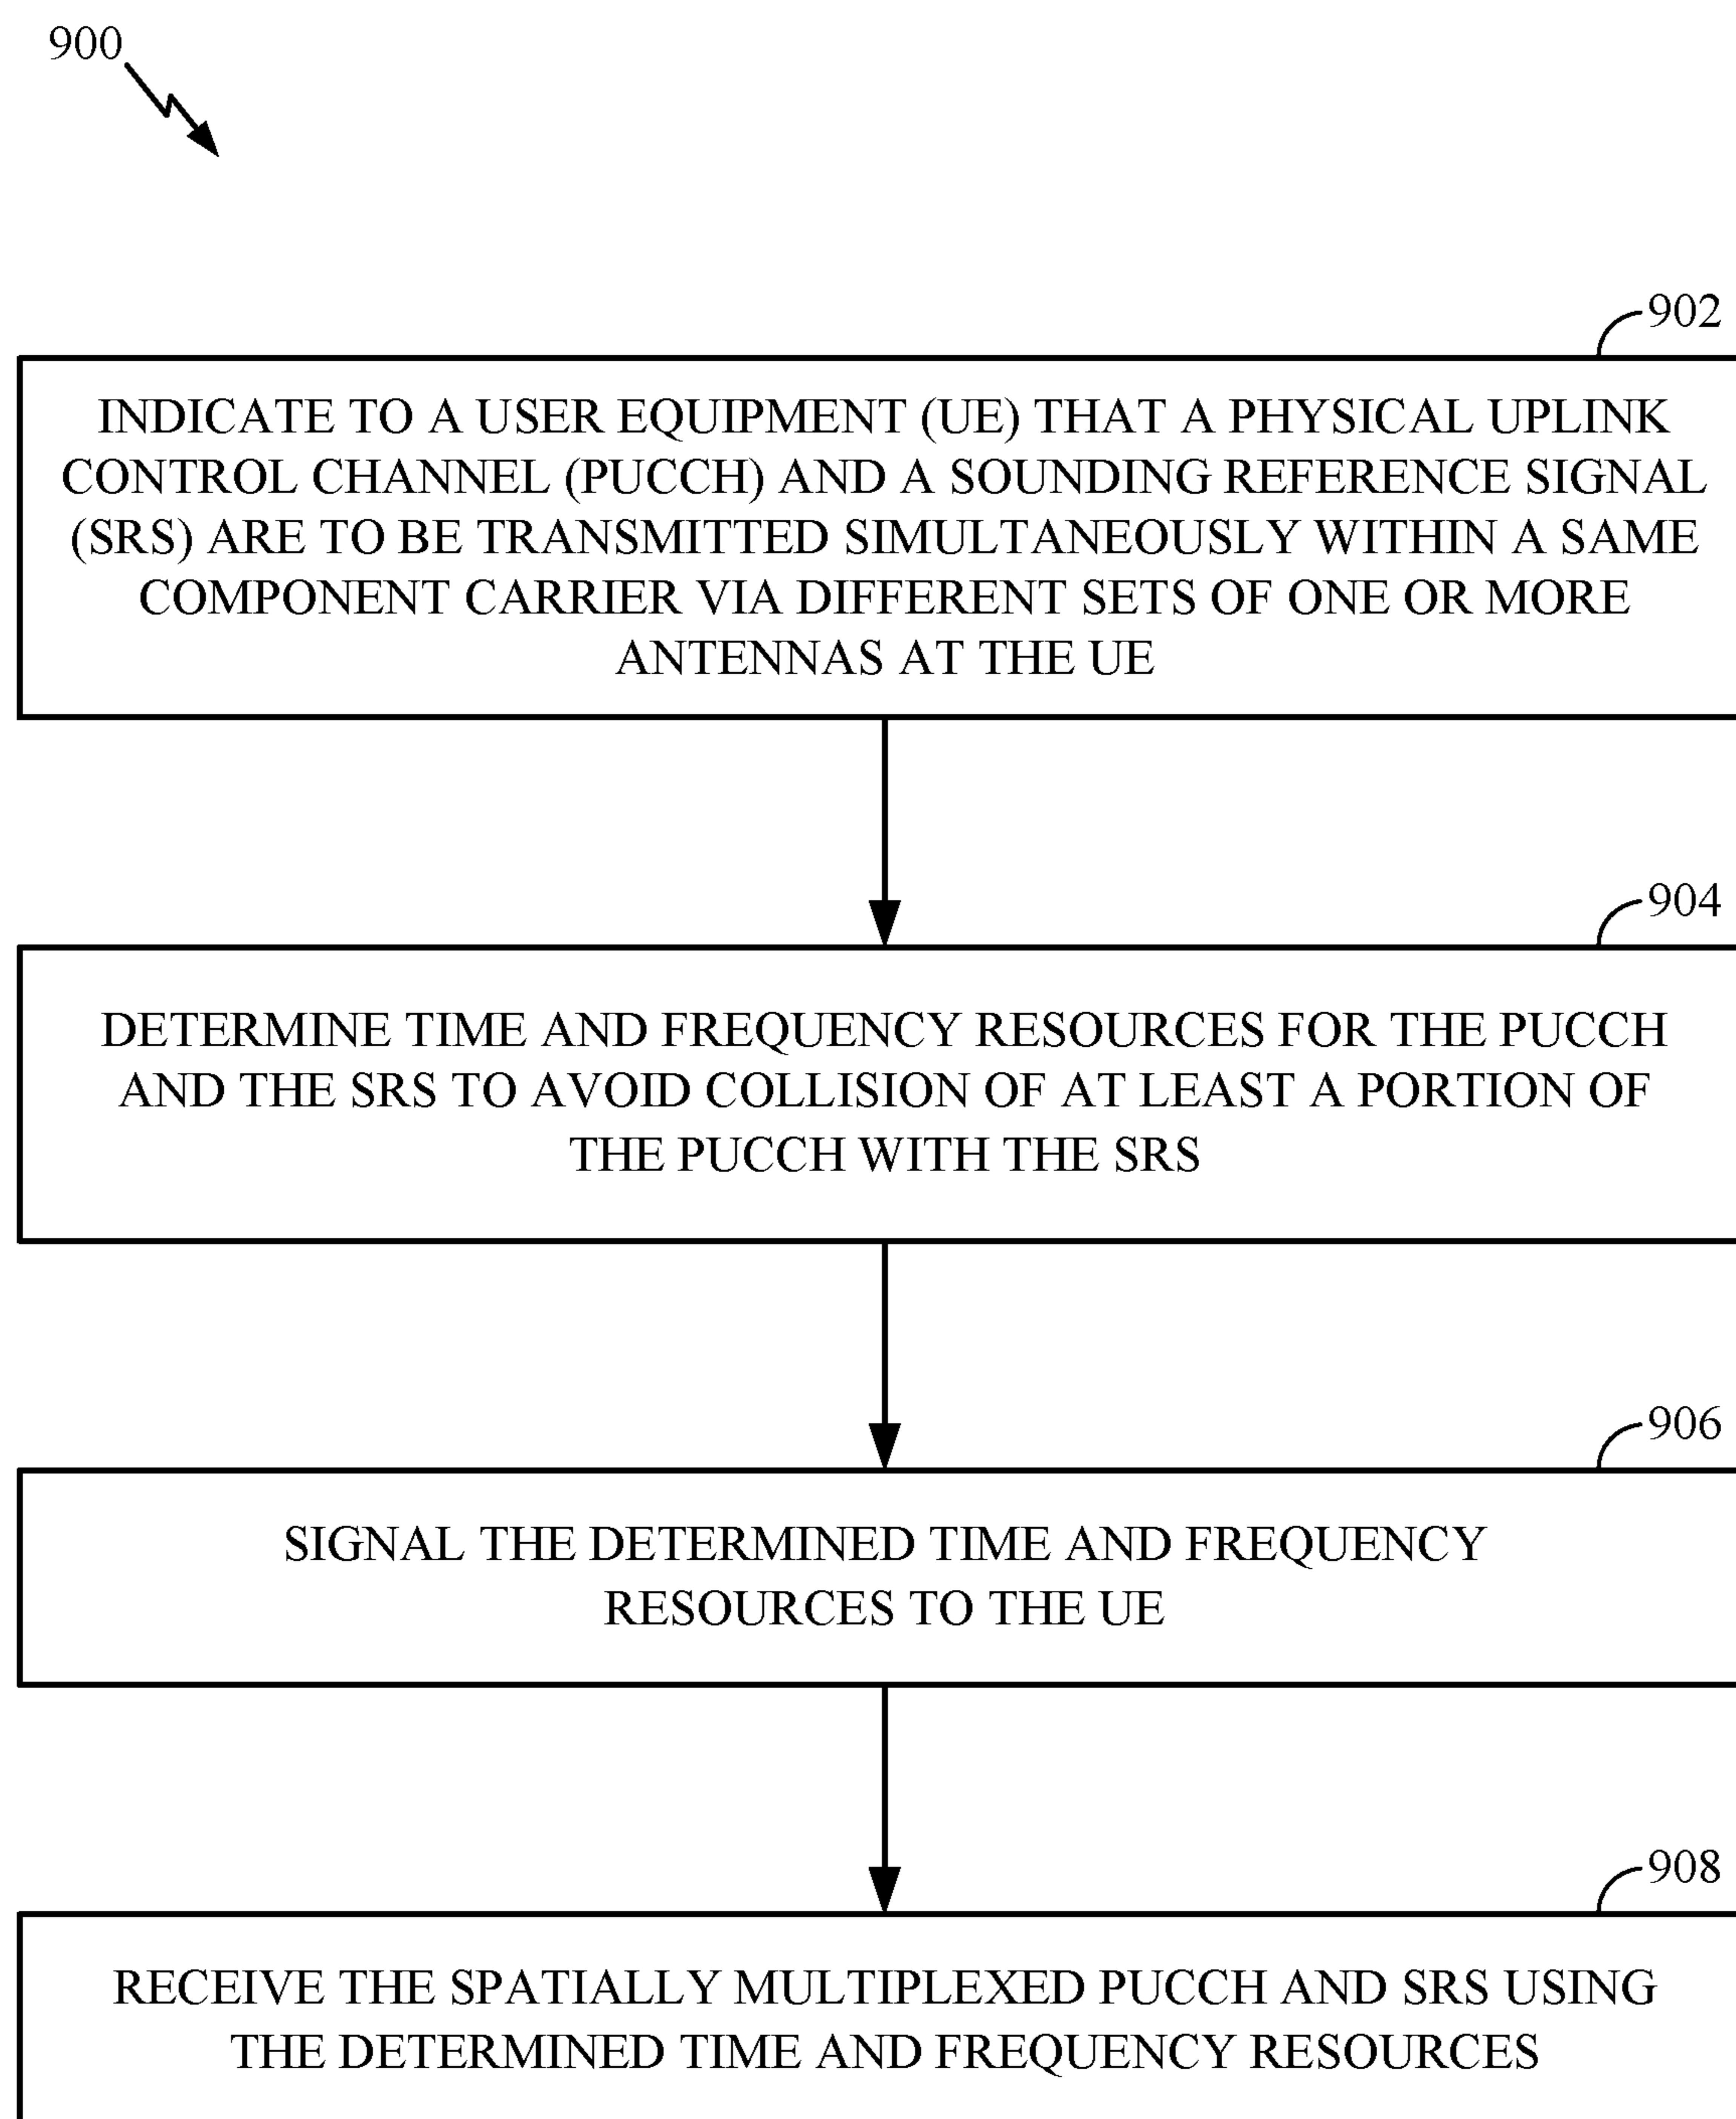 900
902
INDICATE TO A USER EQUIPMENT (UE) THAT A PHYSICAL UPLINK
CONTROL CHANNEL (PUCCH) AND A SOUNDING REFERENCE SIGNAL
(SRS) ARE TO BE TRANSMITTED SIMULTANEOUSLY WITHIN A SAME
COMPONENT CARRIER VIA DIFFERENT SETS OF ONE OR MORE
ANTENNAS AT THE UE
904
DETERMINE TIME AND FREQUENCY RESOURCES FOR THE PUCCH
AND THE SRS TO AVOID COLLISION OF AT LEAST A PORTION OF
THE PUCCH WITH THE SRS
906
SIGNAL THE DETERMINED TIME AND FREQUENCY
RESOURCES TO THE UE
908
RECEIVE THE SPATIALLY MULTIPLEXED PUCCH AND SRS USING
THE DETERMINED TIME AND FREQUENCY RESOURCES